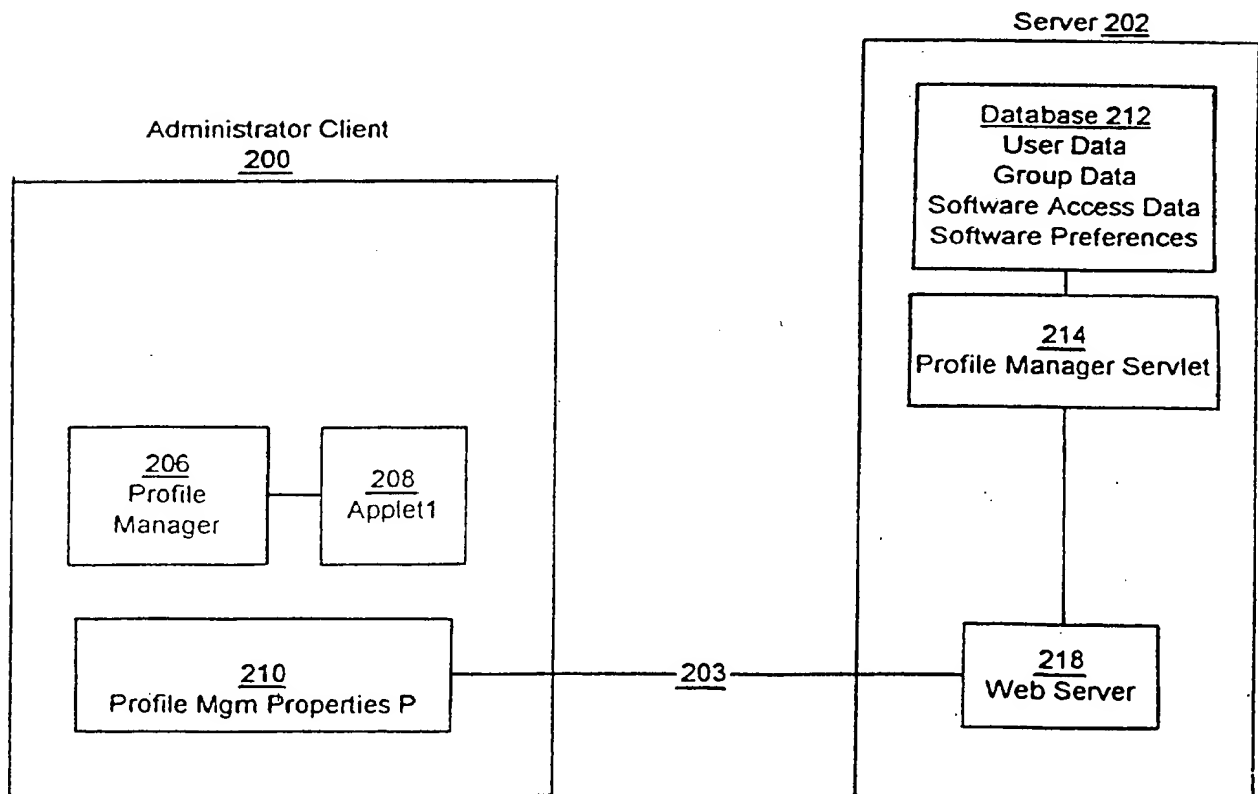 Server 202
Database 212
User Data
Group Data
Software Access Data
Software Preferences
214
Profile Manager Servlet
218
Web Server
203
Administrator Client
200
206
Profile
Manager
208
Applet1
210
Profile Mgm Properties P